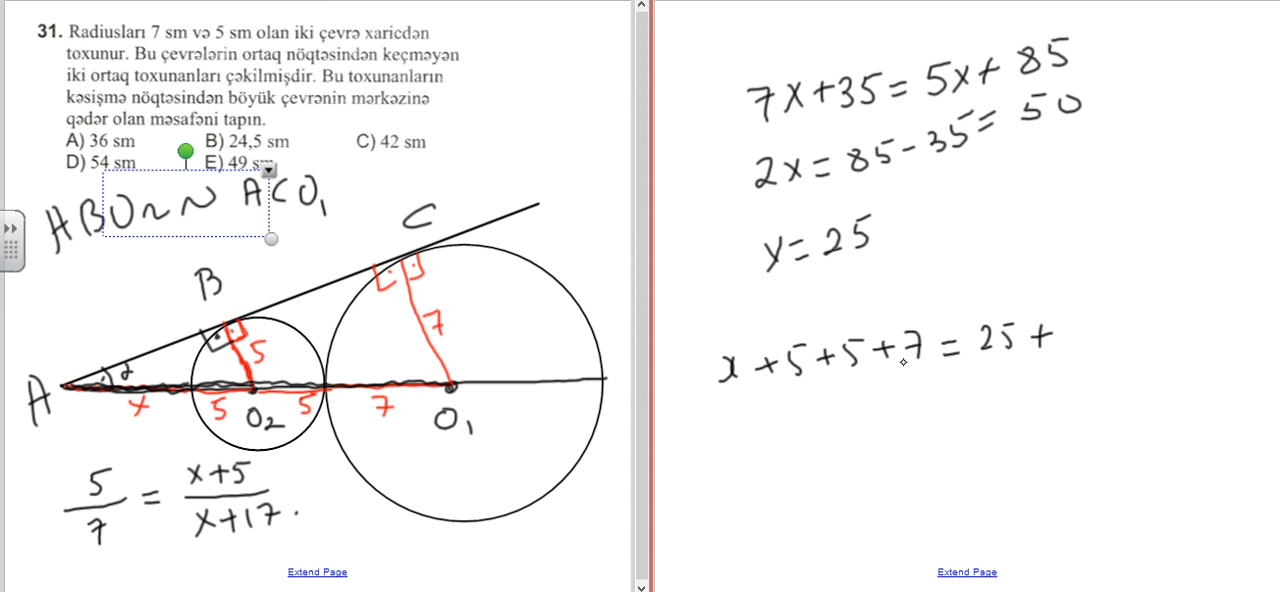 31. Radiusları 7 sm və 5 sm olan iki çevrə xaricdən
toxunur. Bu çevrələrin ortaq nöqtəsindən keçməyən
iki ortaq toxunanları çəkilmişdir. Bu toxunanların
kəsişmə nöqtəsindən böyük çevrənin mərkəzinə
qədər olan məsafəni tapın.
A) 36 sm B) 24,5 sm C) 42 sm
D) 54 sm E) 49
ABO₂ ~ ACO₁
C
B
7
5
α
A
x 5 O₂ 5 7 O₁
5/7 = (x+5)/(x+17).
Extend Page
7x+35=5x+85
2x=85-35=50
x=25
x+5+5+7=25+
Extend Page